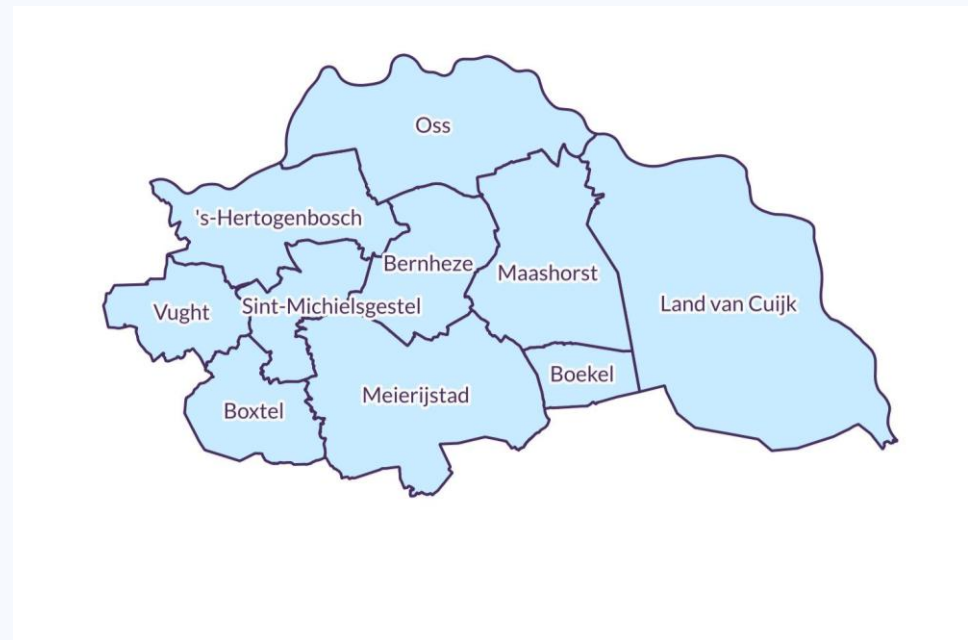 Oss
's-Hertogenbosch
Bernheze
Maashorst
Land van Cuijk
Sint-Michielsgestel
Vught
Boekel
Meierijstad
Boxtel